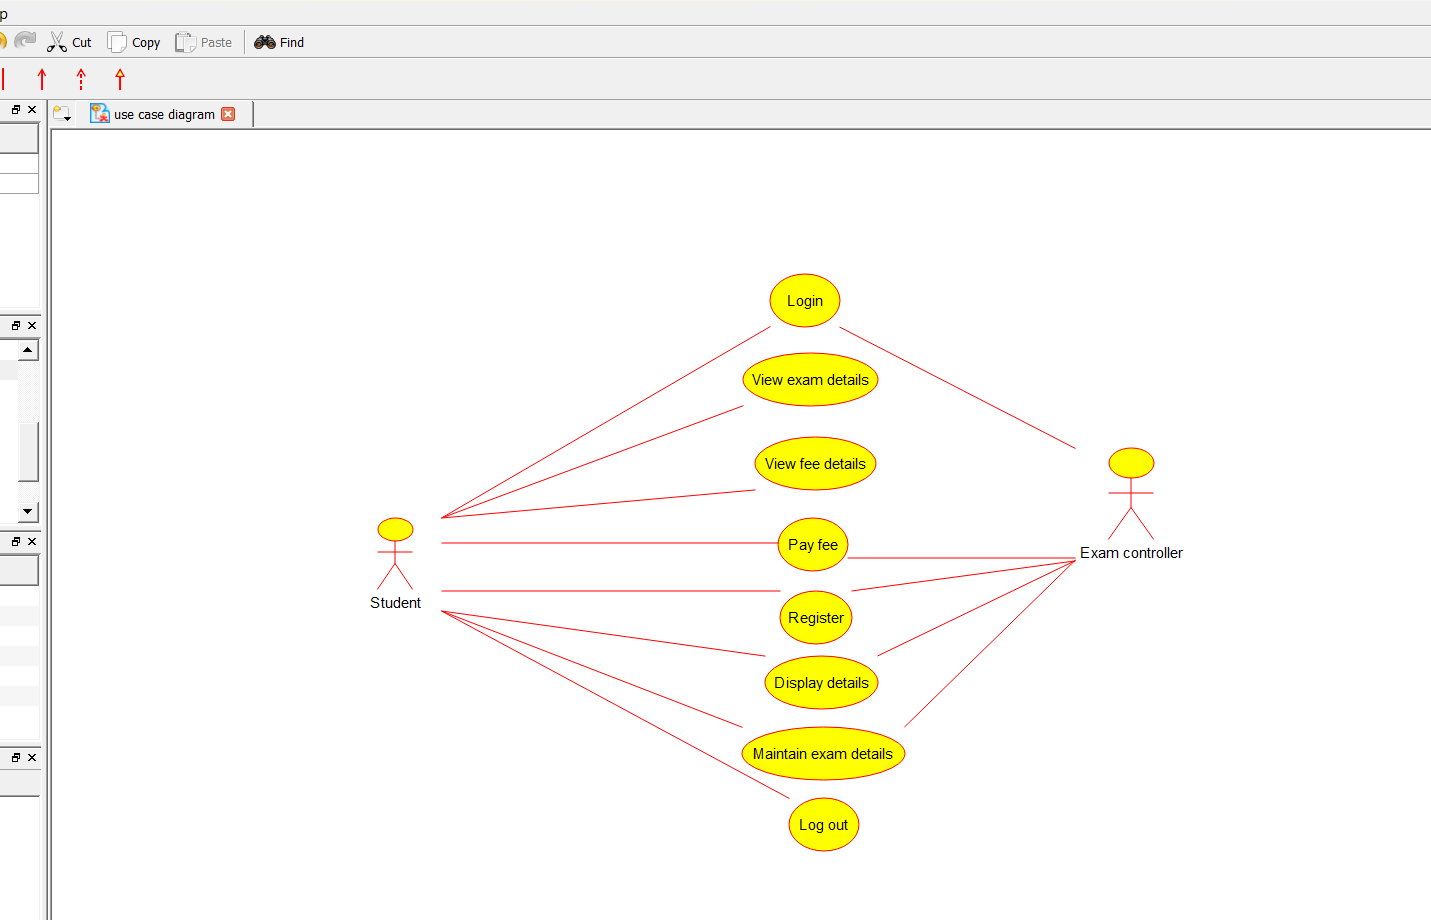 p
Cut Copy Paste Find
use case diagram
Login
View exam details
View fee details
Pay fee
Exam controller
Student
Register
Display details
Maintain exam details
Log out